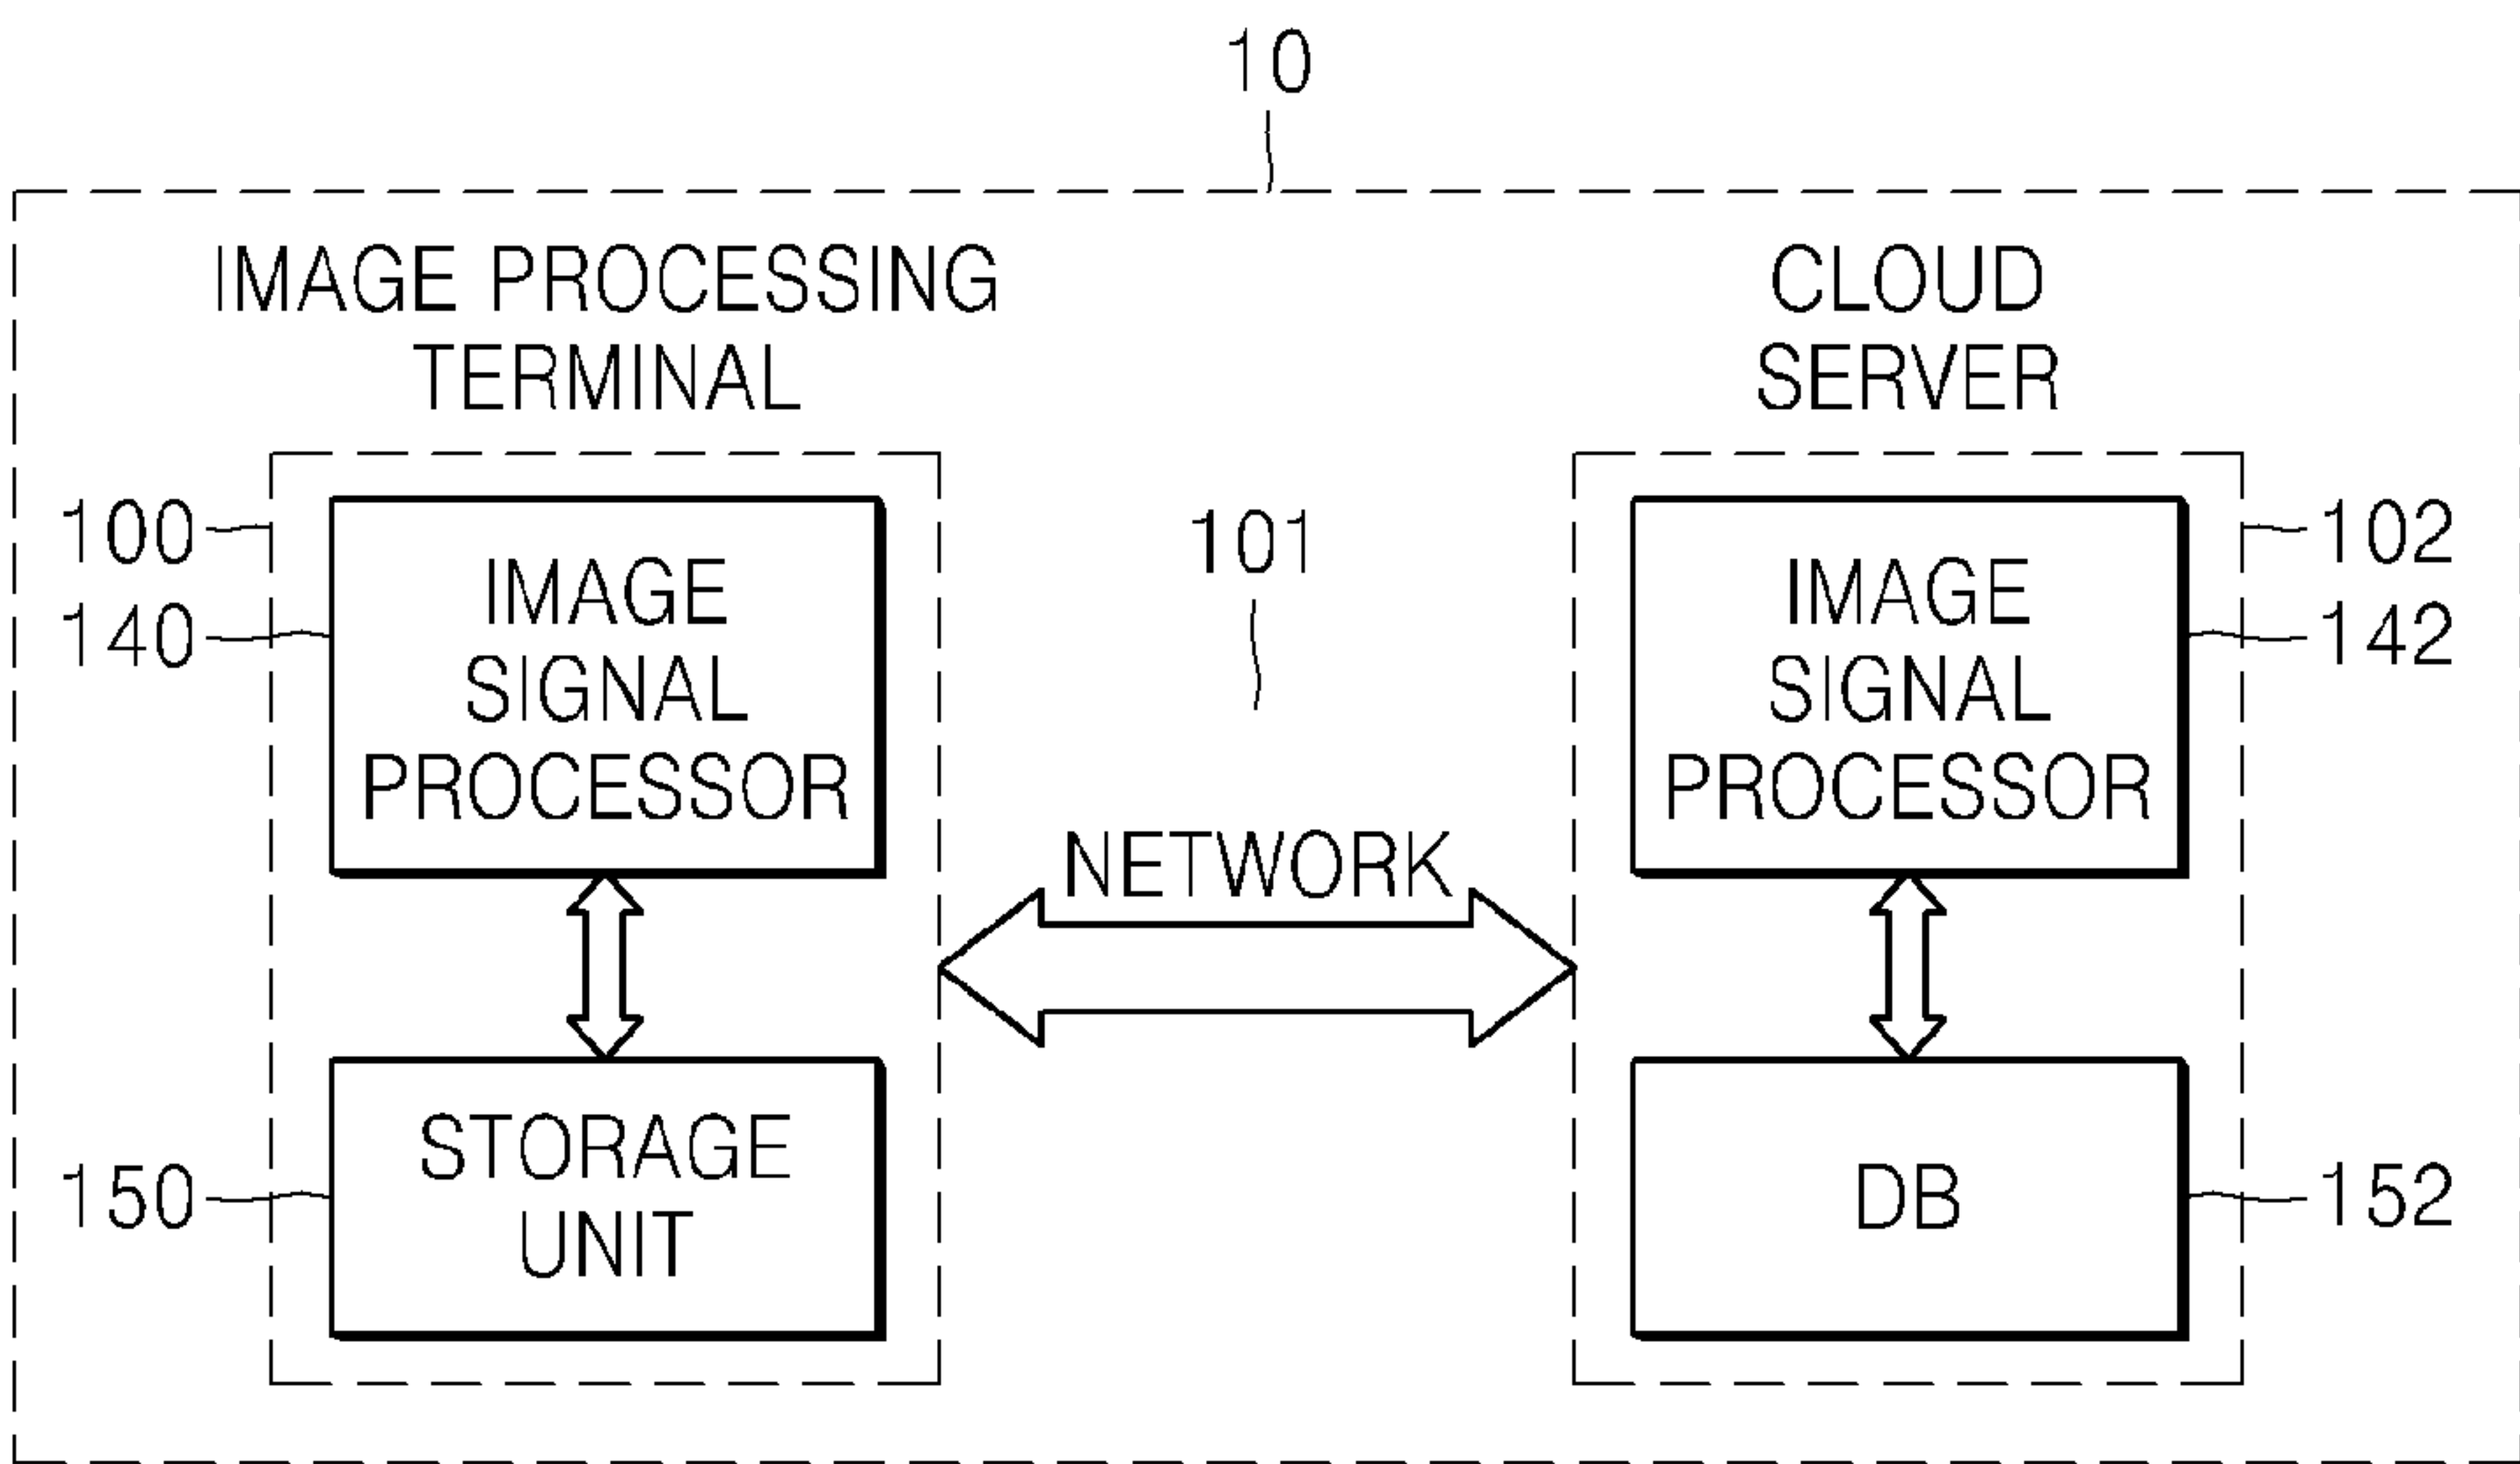 10
IMAGE PROCESSING
TERMINAL
CLOUD
SERVER
100
140
IMAGE
SIGNAL
PROCESSOR
150
STORAGE
UNIT
101
NETWORK
102
142
IMAGE
SIGNAL
PROCESSOR
152
DB